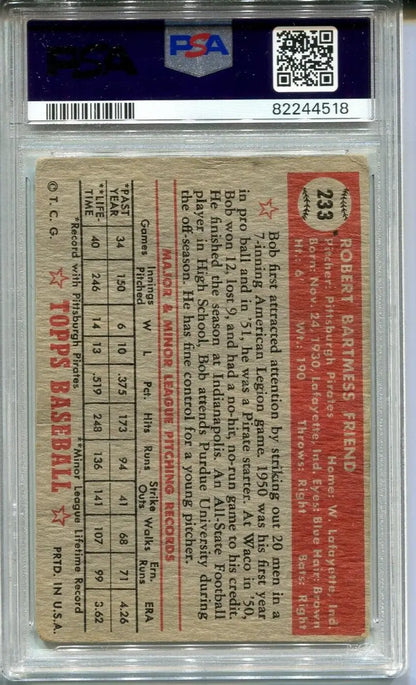 PSA
PSA
82244518
233
ROBERT BARTMESS FRIEND
Pitcher: Pittsburgh Pirates Home: W. Lafayette, Ind.
Born: Nov. 24, 1930, Lafayette, Ind. Eyes: Blue Hair: Brown
Ht.: 6' Wt.: 190 Throws: Right Bats: Right
Bob first attracted attention by striking out 20 men in a
7-inning American Legion game. 1950 was his first year
in pro ball and in '51, he was a Pirate starter. At Waco in '50,
Bob won 12, lost 9, and had a no-hit, no-run game to his credit.
He finished the season at Indianapolis. An All-State Football
player in High School, Bob attends Purdue University during
the off-season. He has fine control for a young pitcher.
MAJOR & MINOR LEAGUE PITCHING RECORDS
Games Innings Pitched W L Pct. Hits Runs Strike Outs Walks Ern. Runs ERA
*PAST YEAR 34 150 6 10 .375 173 94 41 68 71 4.26
**LIFE-TIME 40 246 14 13 .519 248 136 141 107 99 3.62
*Record with Pittsburgh Pirates **Minor League Lifetime Record
© T. C. G. TOPPS BASEBALL PRTD. IN U.S.A.